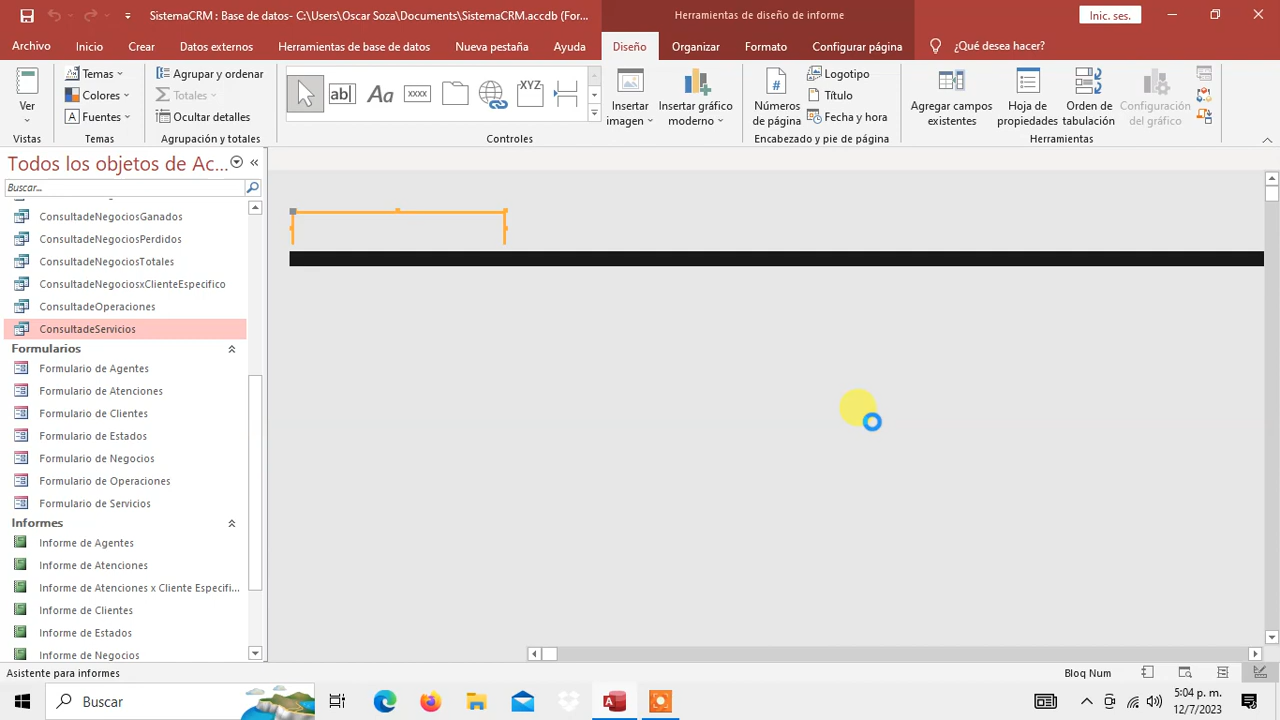 SistemaCRM : Base de datos- C:\Users\Oscar Soza\Documents\SistemaCRM.accdb (For...
Herramientas de diseño de informe
Inic. ses.
Archivo
Inicio
Crear
Datos externos
Herramientas de base de datos
Nueva pestaña
Ayuda
Diseño
Organizar
Formato
Configurar página
¿Qué desea hacer?
Ver
Vistas
Temas
Colores
Fuentes
Temas
Agrupar y ordenar
Totales
Ocultar detalles
Agrupación y totales
ab
Aa
xxxx
XYZ
Controles
Insertar imagen
Insertar gráfico moderno
Números de página
Logotipo
Título
Fecha y hora
Encabezado y pie de página
Agregar campos existentes
Hoja de propiedades
Orden de tabulación
Configuración del gráfico
Herramientas
Todos los objetos de Ac...
Buscar...
ConsultadeNegociosGanados
ConsultadeNegociosPerdidos
ConsultadeNegociosTotales
ConsultadeNegociosxClienteEspecifico
ConsultadeOperaciones
ConsultadeServicios
Formularios
Formulario de Agentes
Formulario de Atenciones
Formulario de Clientes
Formulario de Estados
Formulario de Negocios
Formulario de Operaciones
Formulario de Servicios
Informes
Informe de Agentes
Informe de Atenciones
Informe de Atenciones x Cliente Especifi...
Informe de Clientes
Informe de Estados
Informe de Negocios
Asistente para informes
Bloq Num
Buscar
5:04 p. m.
12/7/2023